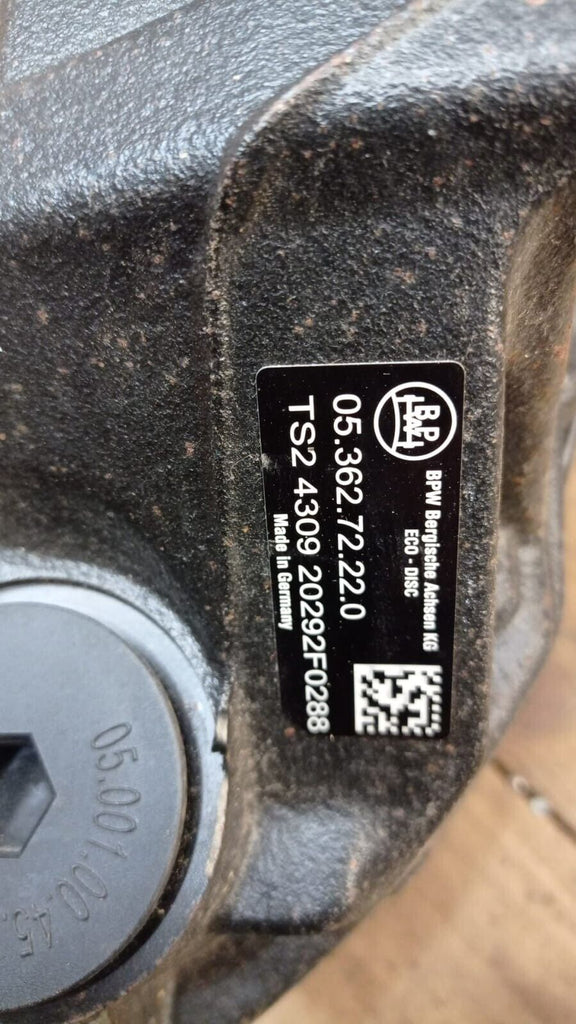 BPW
BPW Bergische Achsen KG
ECO - DISC
05.362.72.22.0
TS2 4309 20292F0288
Made in Germany
05.001.00.45.